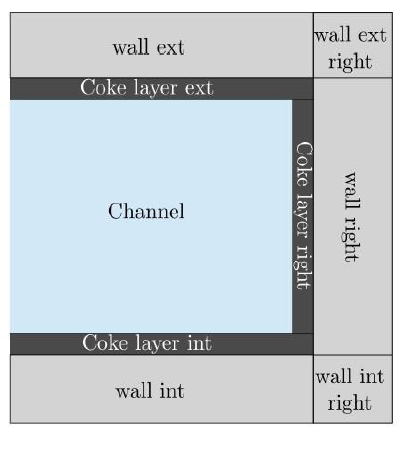 wall ext
wall ext
right
Coke layer ext
Channel
Coke layer right
wall right
Coke layer int
wall int
wall int
right